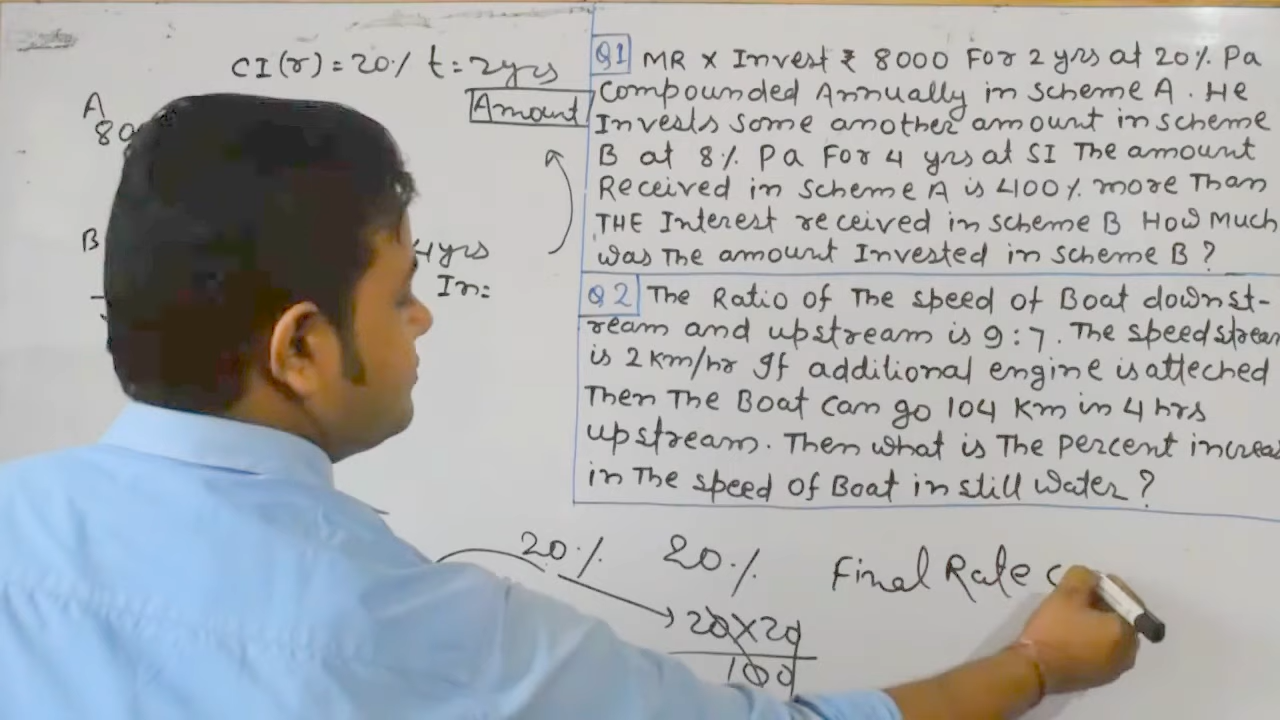 CI(r) = 20% t = 2yrs
Amount
A
B
4yrs
In:
Q1 MR X Invest ₹ 8000 For 2 yrs at 20% Pa
Compounded Annually in scheme A. He
Invests some another amount in scheme
B at 8% Pa For 4 yrs at SI The amount
Received in scheme A is 400% more Than
THE Interest received in scheme B How Much
was The amount Invested in scheme B?
Q2 The Ratio of The speed of Boat downst-
ream and upstream is 9:7. The speed stream
is 2 km/hr If additional engine is atteched
Then The Boat can go 104 Km in 4 hrs
upstream. Then what is The Percent increas
in The speed of Boat in still water?
20% 20% Final Rate
20X20
100